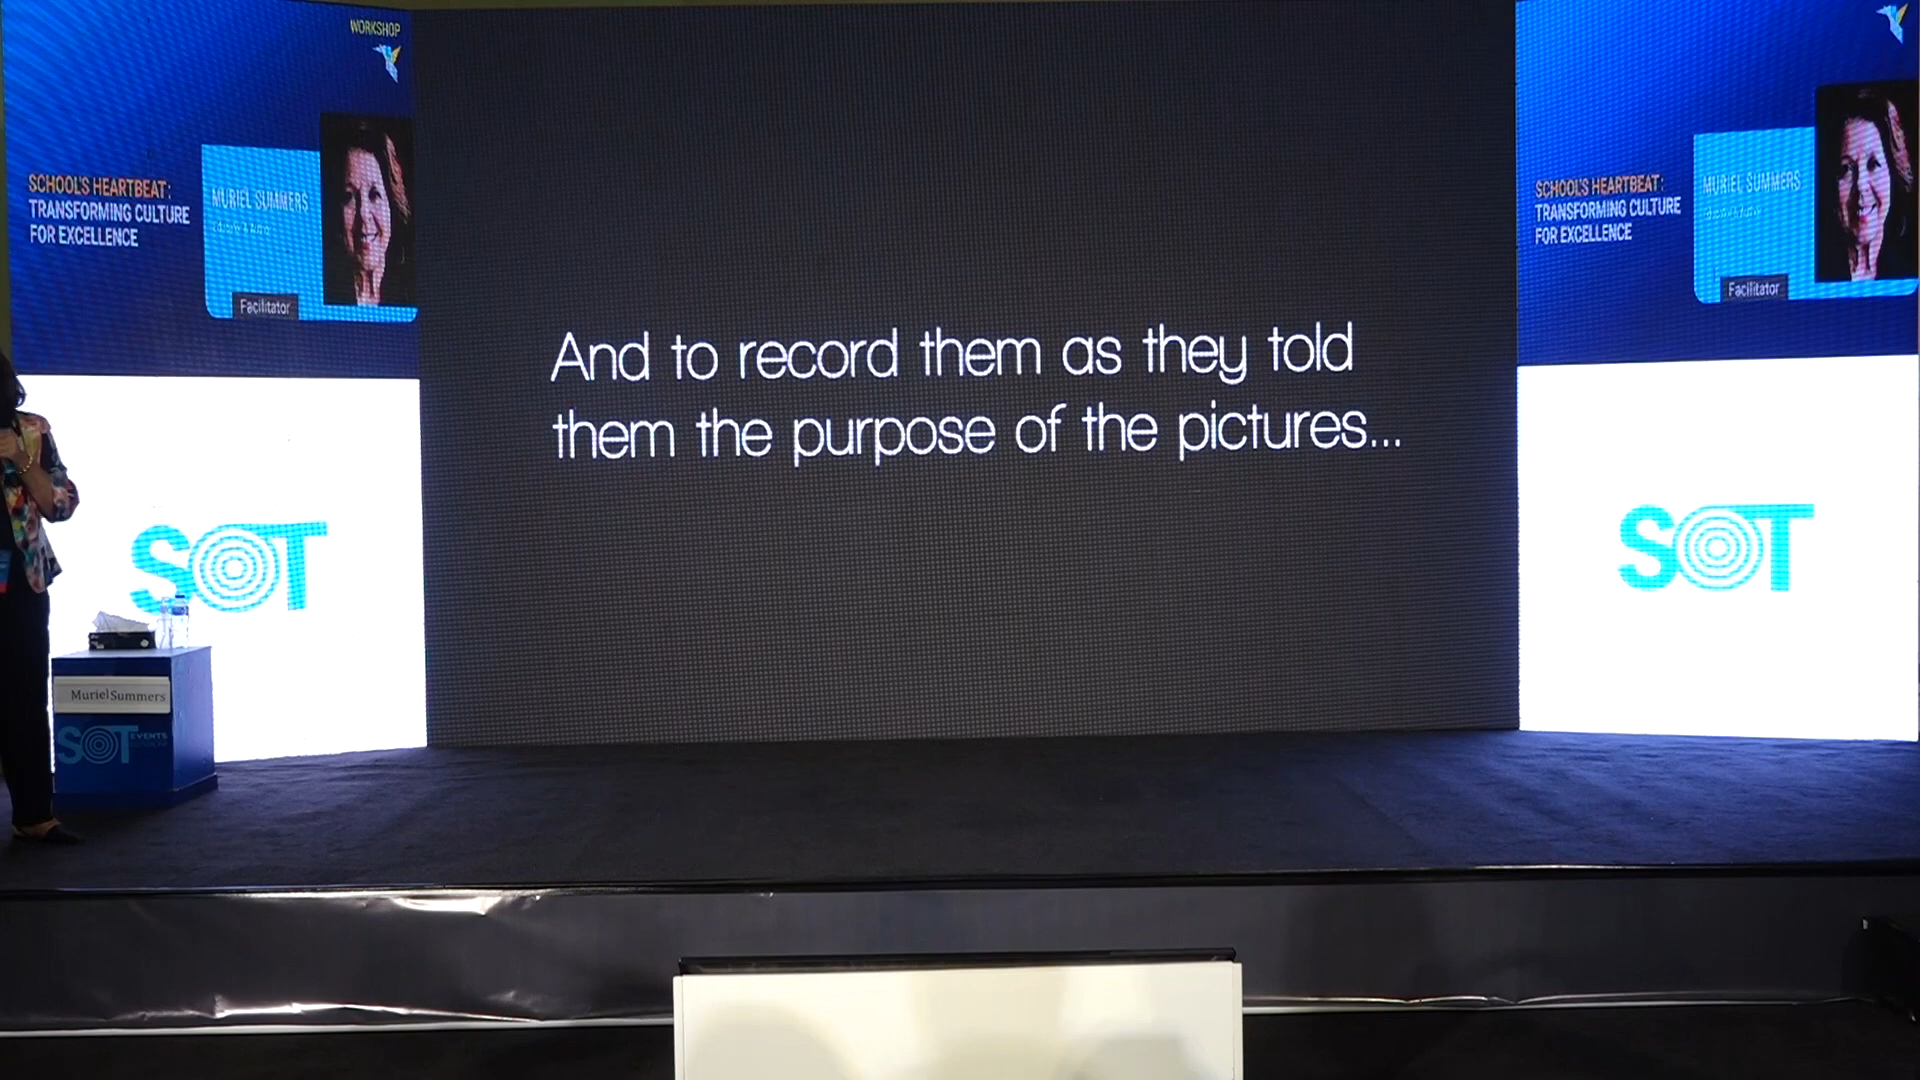 WORKSHOP
SCHOOL'S HEARTBEAT:
TRANSFORMING CULTURE
FOR EXCELLENCE
MURIEL SUMMERS
Facilitator
SOT
Muriel Summers
SOT EVENTS
And to record them as they told
them the purpose of the pictures...
SCHOOL'S HEARTBEAT:
TRANSFORMING CULTURE
FOR EXCELLENCE
MURIEL SUMMERS
Facilitator
SOT